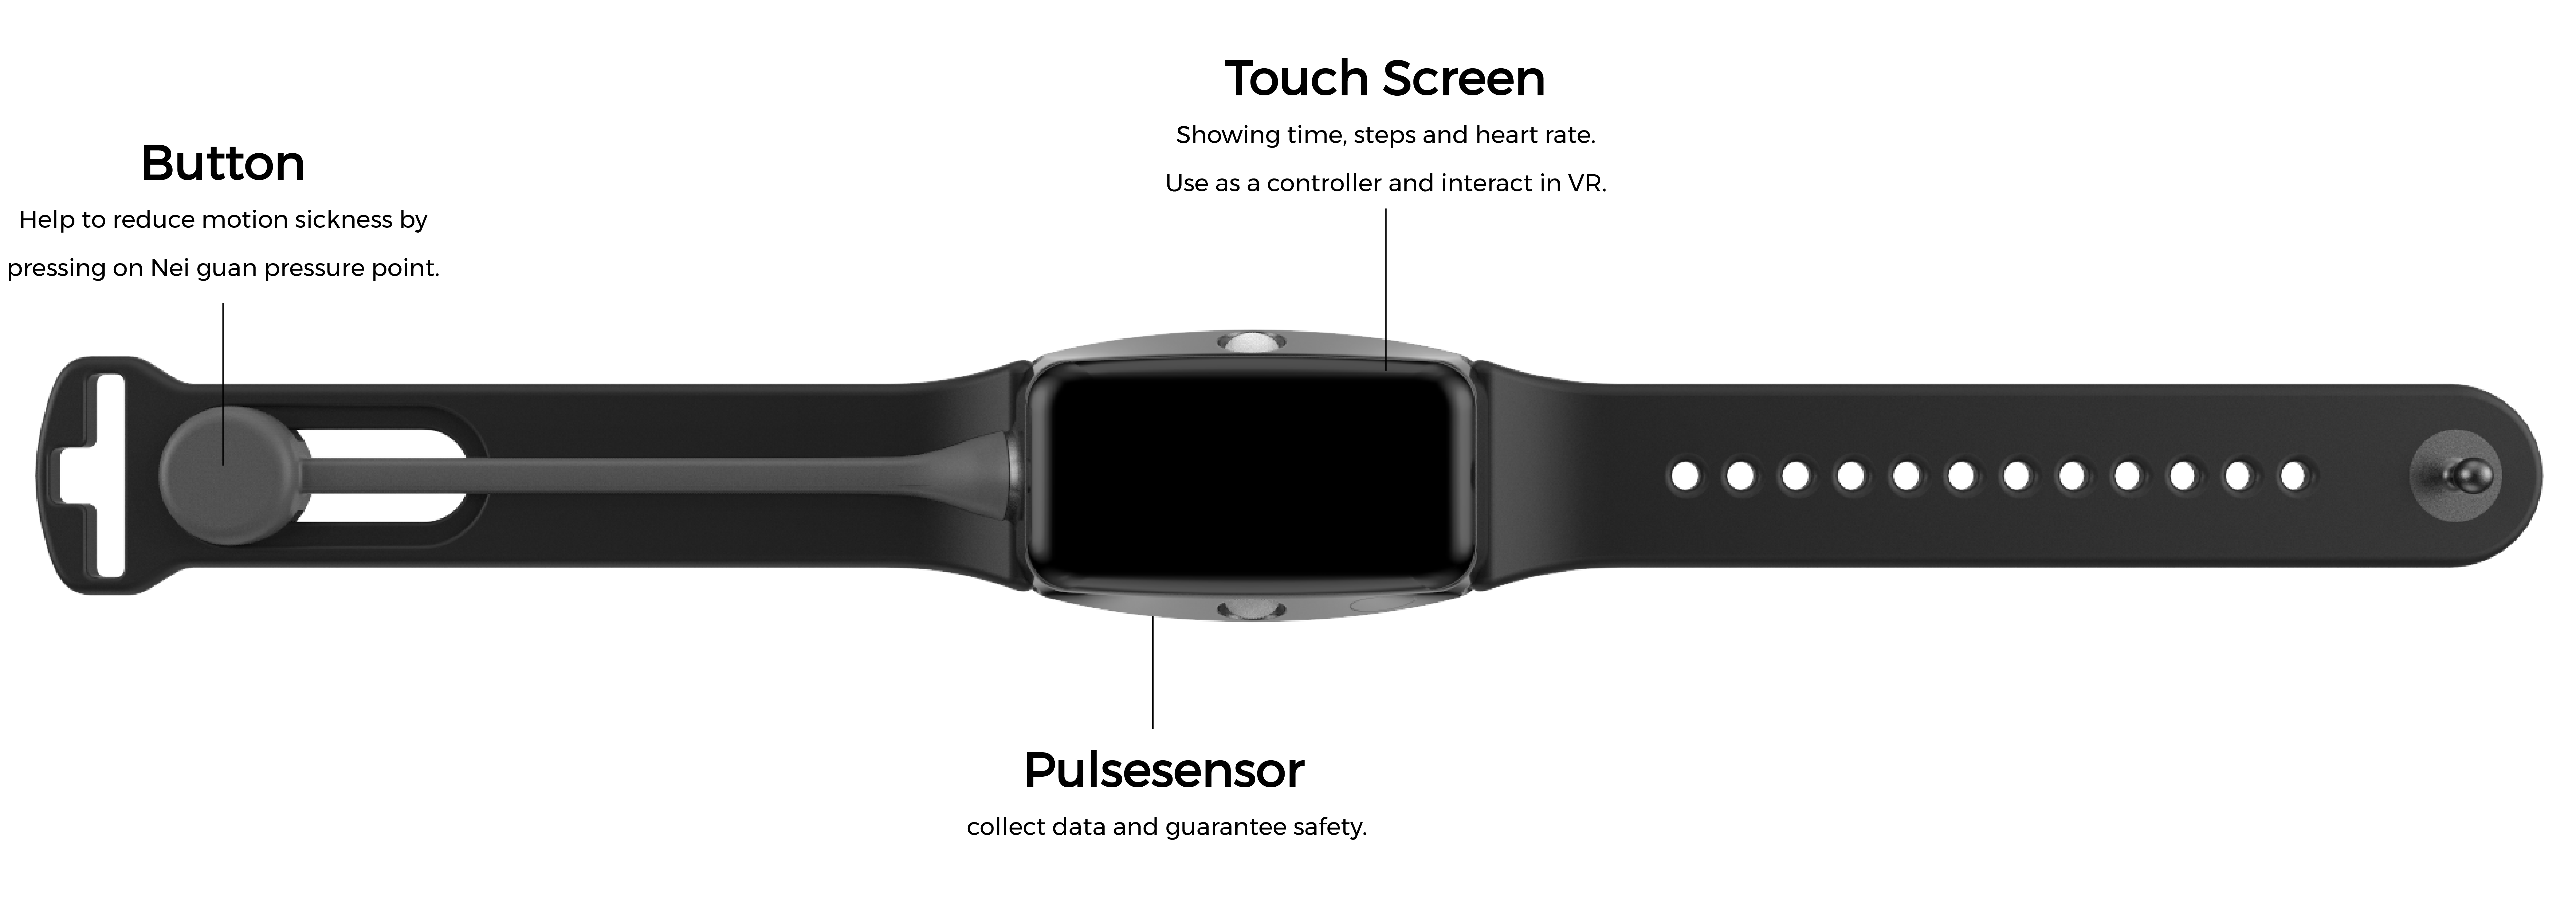 Touch Screen
Showing time, steps and heart rate.
Use as a controller and interact in VR.
Button
Help to reduce motion sickness by
pressing on Nei guan pressure point.
Pulsesensor
collect data and guarantee safety.